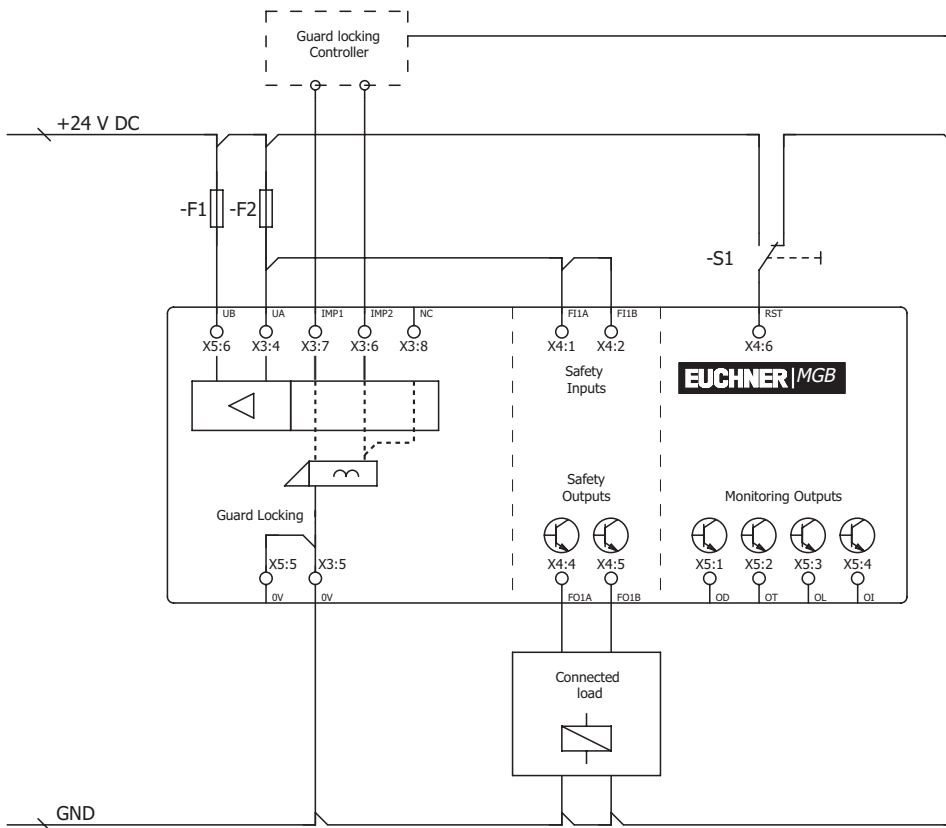 Guard locking
Controller
+24 V DC
-F1 -F2
-S1
UB UA IMP1 IMP2 NC FI1A FI1B RST
X5:6 X3:4 X3:7 X3:6 X3:8 X4:1 X4:2 X4:6
Safety
Inputs
EUCHNER|MGB
Safety
Outputs
Monitoring Outputs
Guard Locking
X5:5 X3:5 X4:4 X4:5 X5:1 X5:2 X5:3 X5:4
0V 0V FO1A FO1B OD OT OL OI
Connected
load
GND